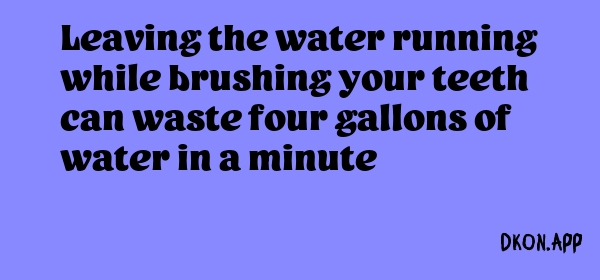 Leaving the water running
while brushing your teeth
can waste four gallons of
water in a minute
DKON.APP